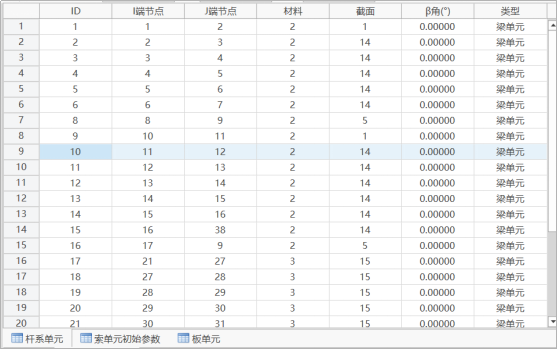 ID I端节点 J端节点 材料 截面 β角(°) 类型
1 1 1 2 2 1 0.00000 梁单元
2 2 2 3 2 14 0.00000 梁单元
3 3 3 4 2 14 0.00000 梁单元
4 4 4 5 2 14 0.00000 梁单元
5 5 5 6 2 14 0.00000 梁单元
6 6 6 7 2 14 0.00000 梁单元
7 8 8 9 2 5 0.00000 梁单元
8 9 10 11 2 1 0.00000 梁单元
9 10 11 12 2 14 0.00000 梁单元
10 11 12 13 2 14 0.00000 梁单元
11 12 13 14 2 14 0.00000 梁单元
12 13 14 15 2 14 0.00000 梁单元
13 14 15 16 2 14 0.00000 梁单元
14 15 16 38 2 14 0.00000 梁单元
15 16 17 9 2 5 0.00000 梁单元
16 17 21 27 3 15 0.00000 梁单元
17 18 27 28 3 15 0.00000 梁单元
18 19 28 29 3 15 0.00000 梁单元
19 20 29 30 3 15 0.00000 梁单元
20 21 30 31 3 15 0.00000 梁单元
杆系单元 索单元初始参数 板单元